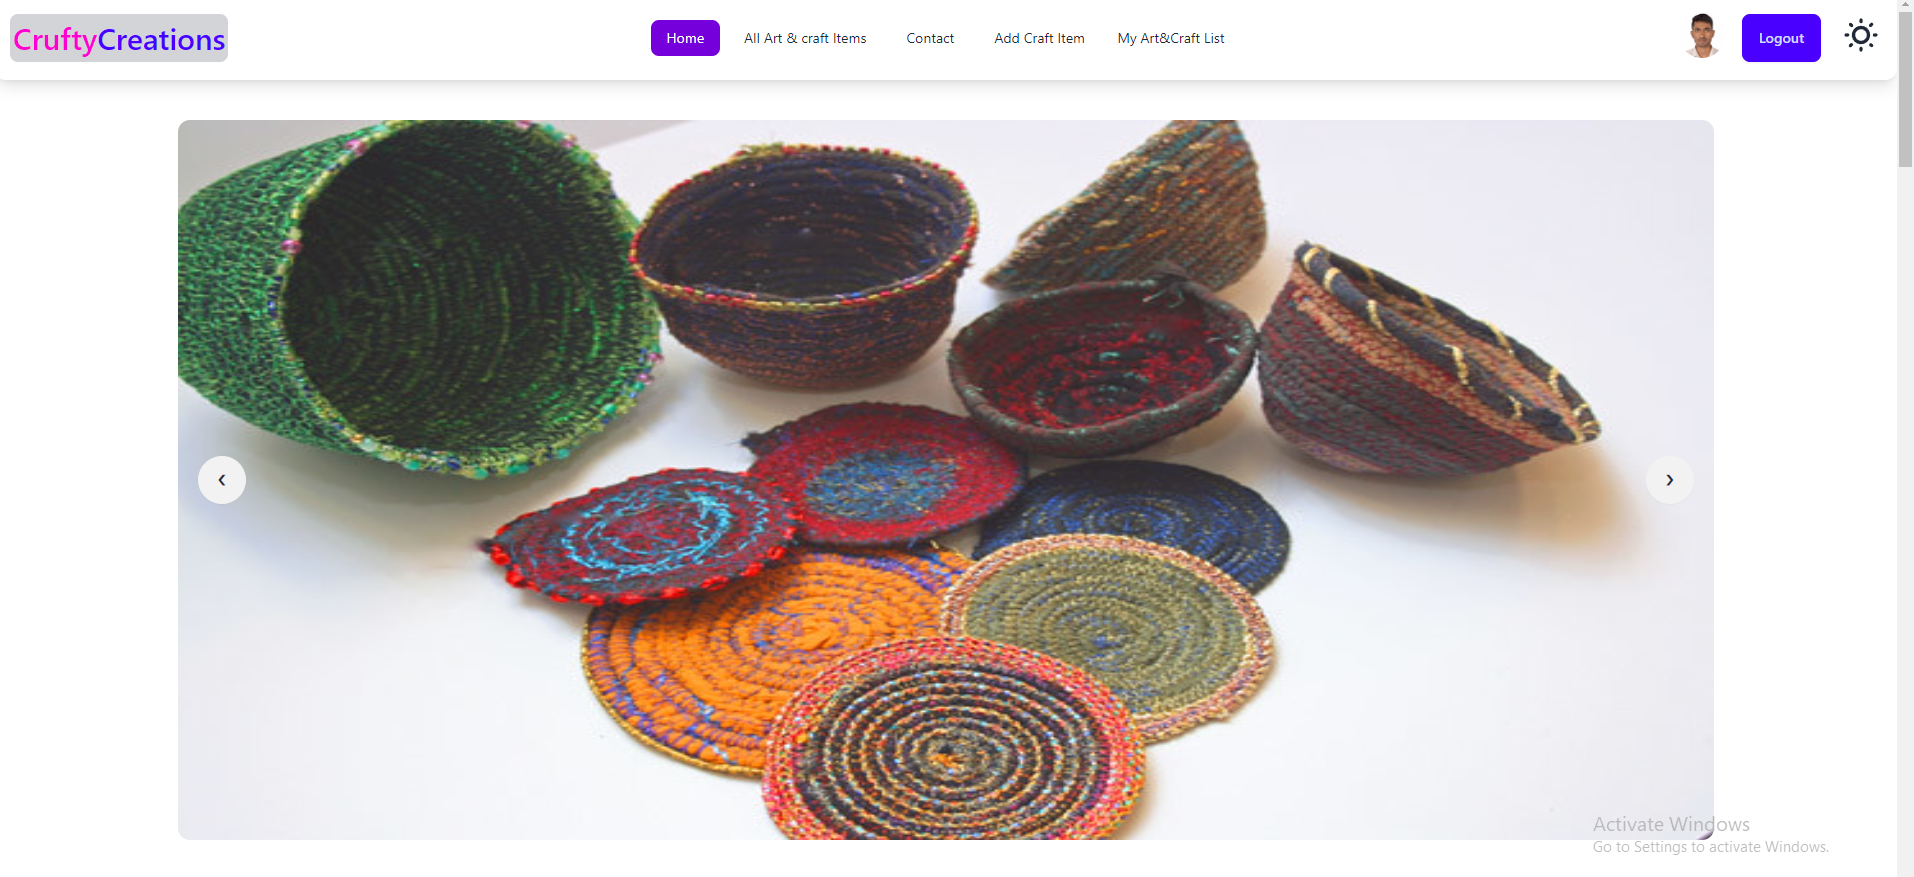 CruftyCreations
Home
All Art & craft Items
Contact
Add Craft Item
My Art&Craft List
Logout
❮
❯
Activate Windows
Go to Settings to activate Windows.